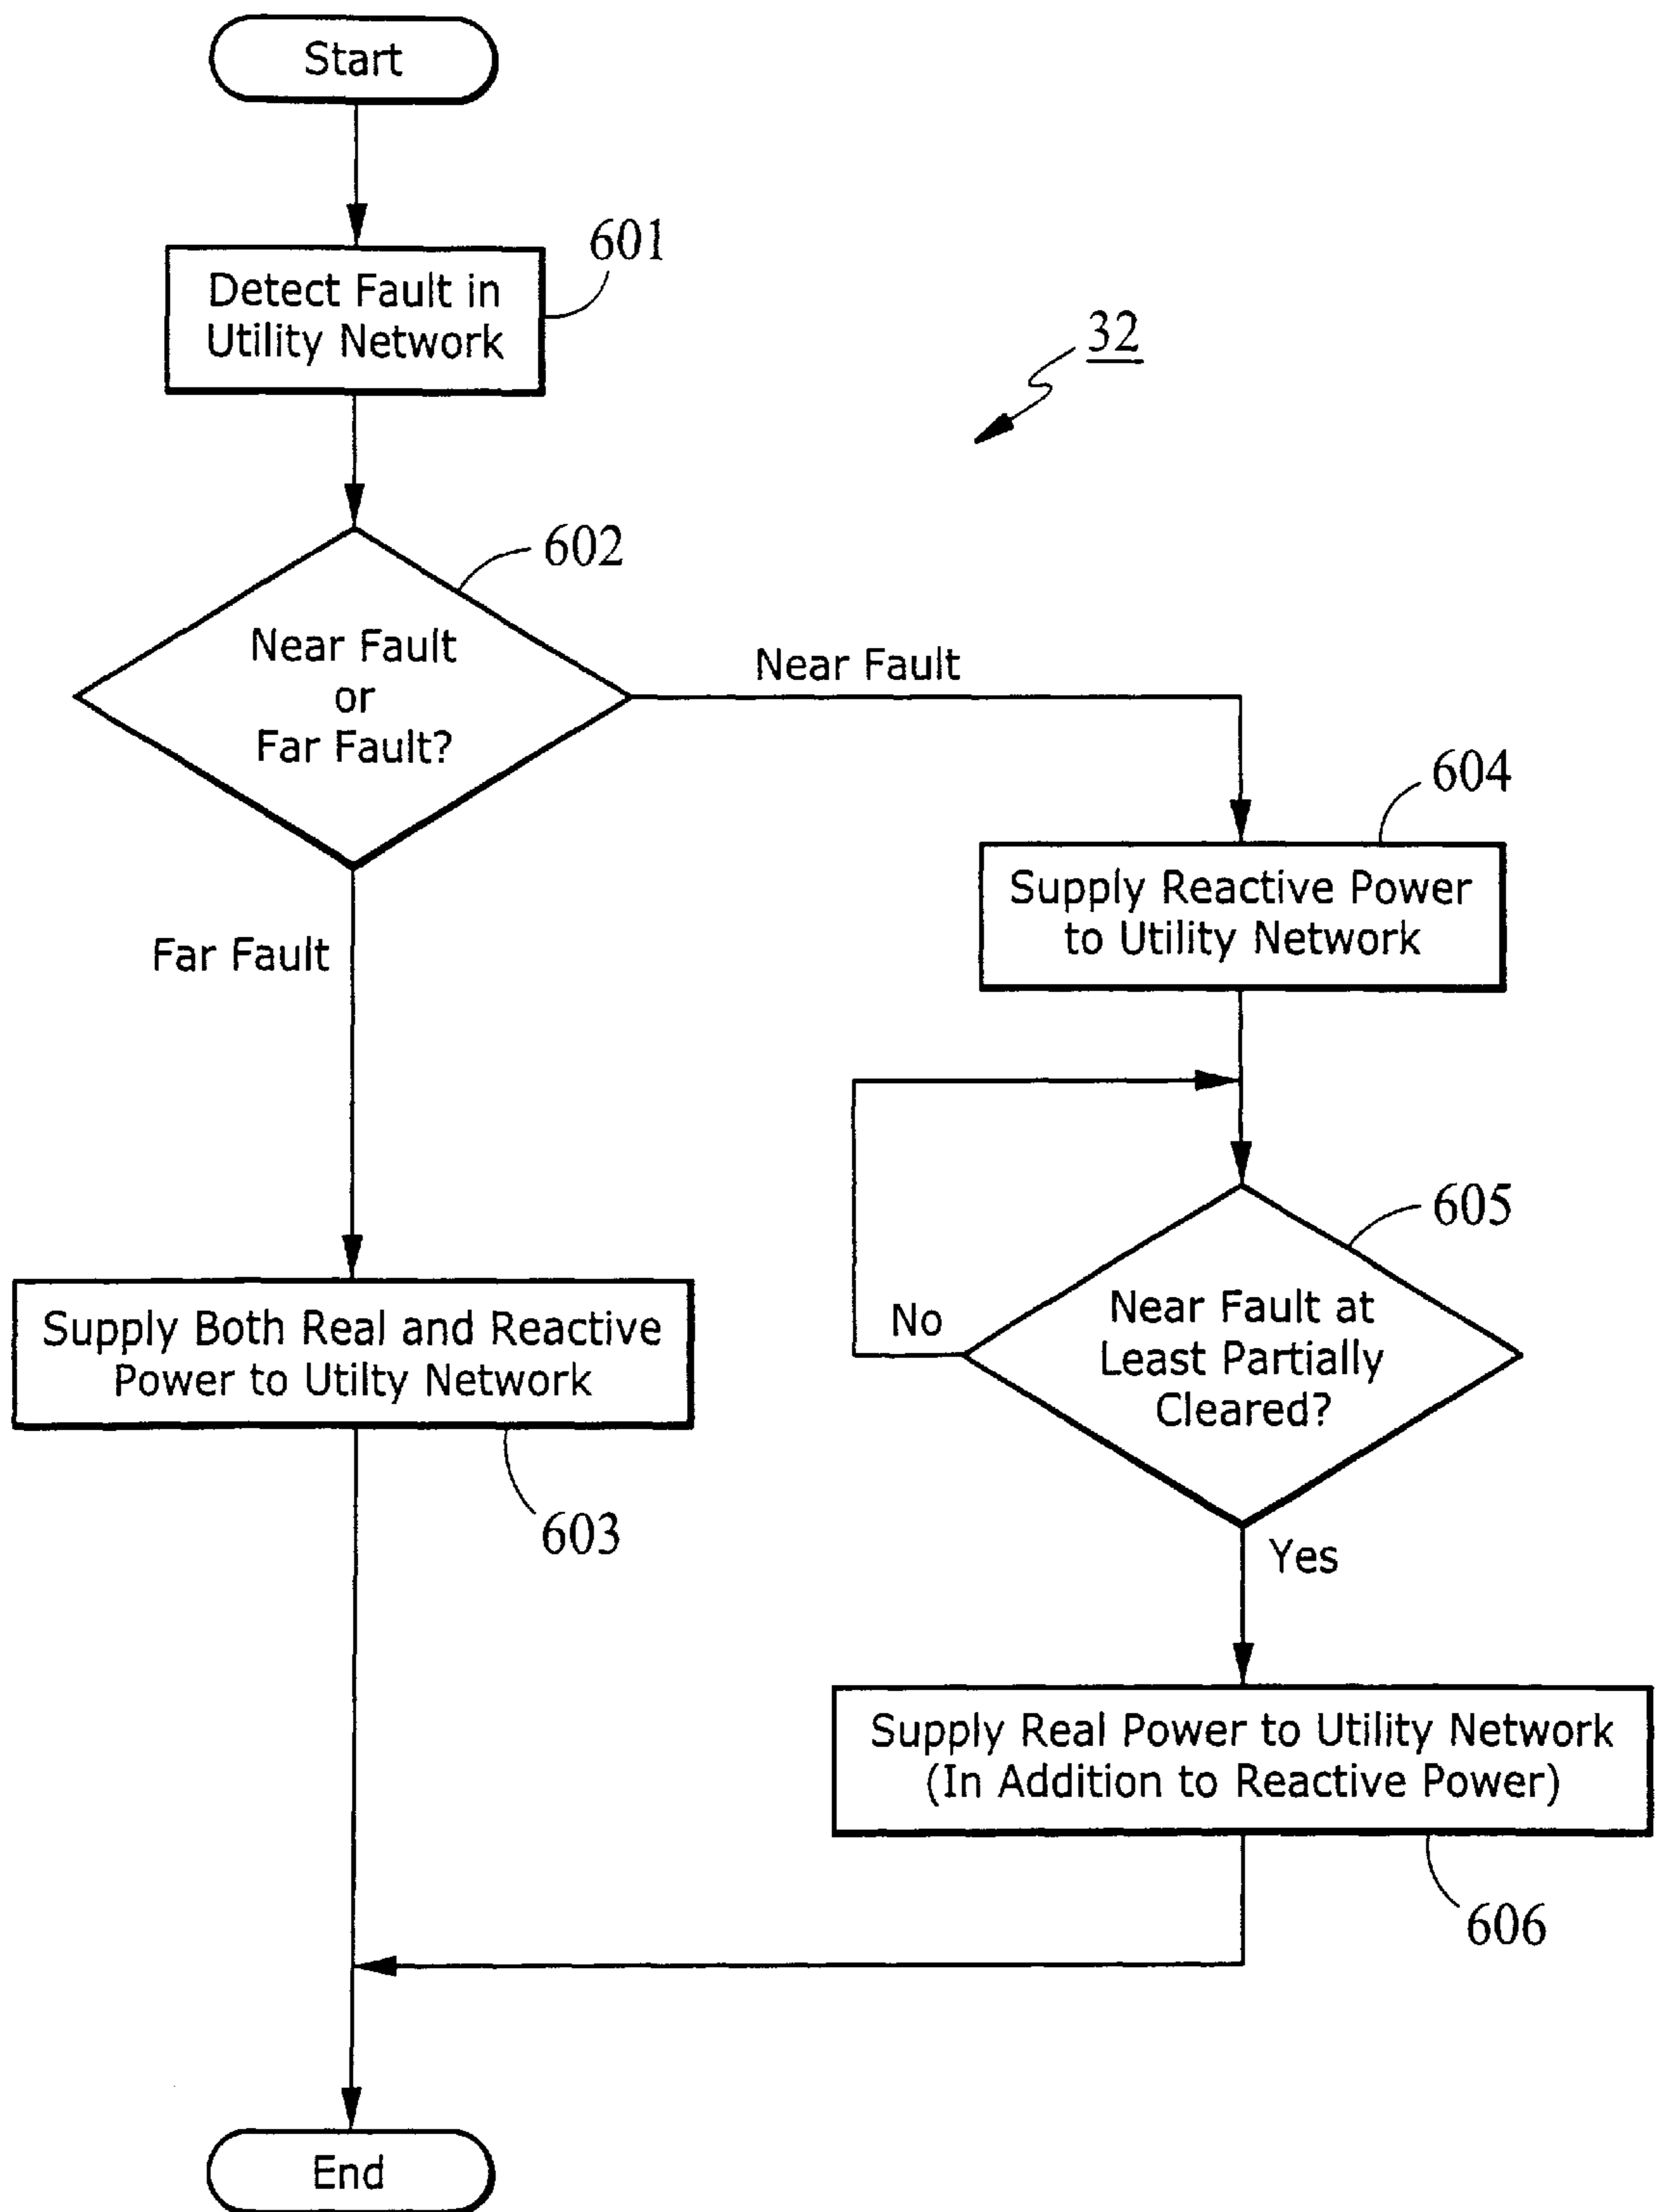 Start
601
Detect Fault in
Utility Network
32
602
Near Fault
or
Far Fault?
Near Fault
604
Supply Reactive Power
to Utility Network
Far Fault
605
Near Fault at
Least Partially
Cleared?
No
Supply Both Real and Reactive
Power to Utilty Network
603
Yes
Supply Real Power to Utility Network
(In Addition to Reactive Power)
606
End